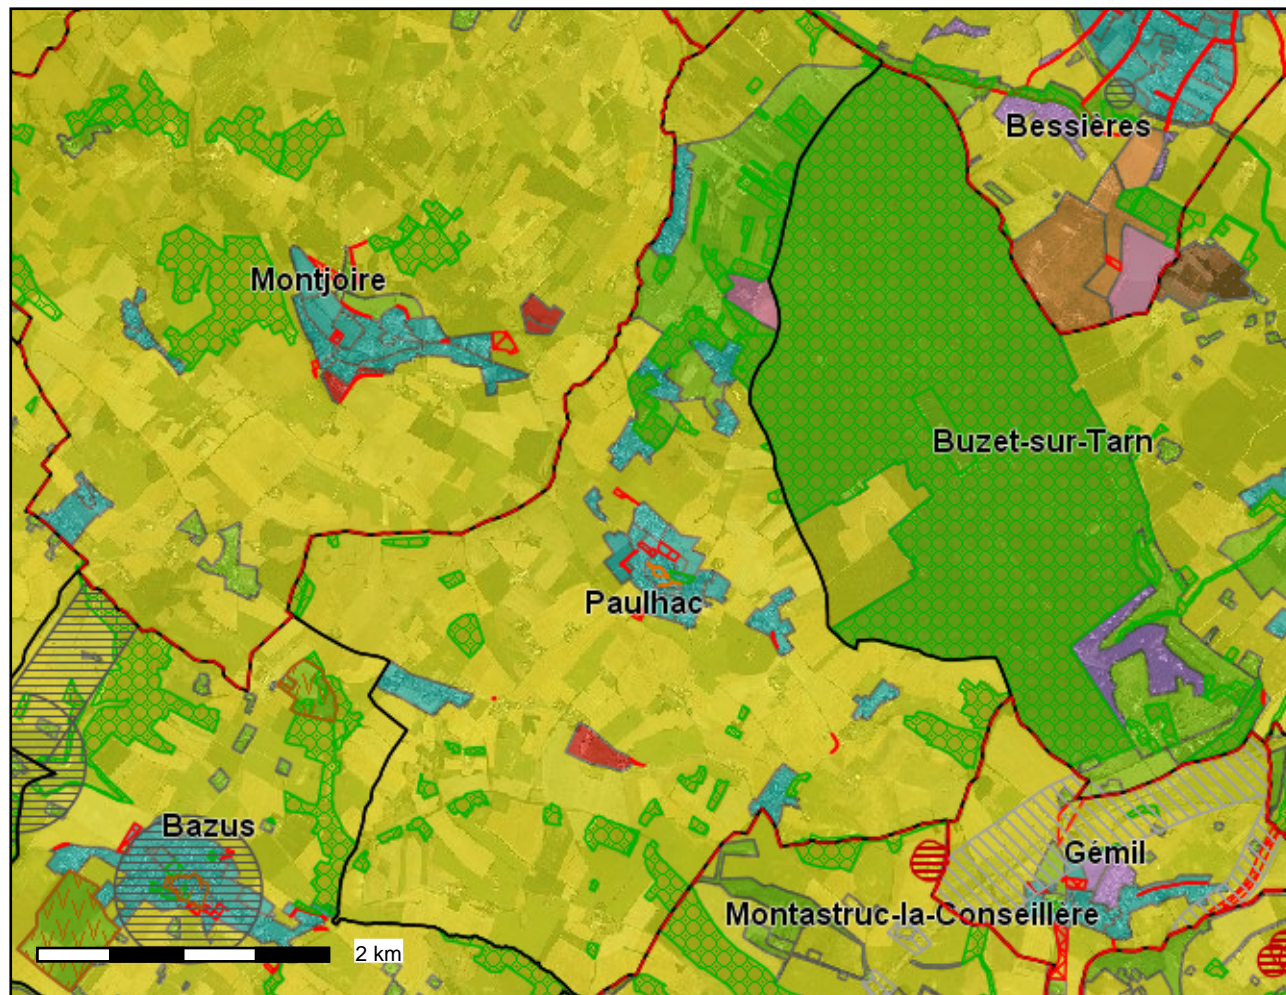 Bessières
Montjoire
Buzet-sur-Tarn
Paulhac
Bazus
Gémil
Montastruc-la-Conseillère
2 km